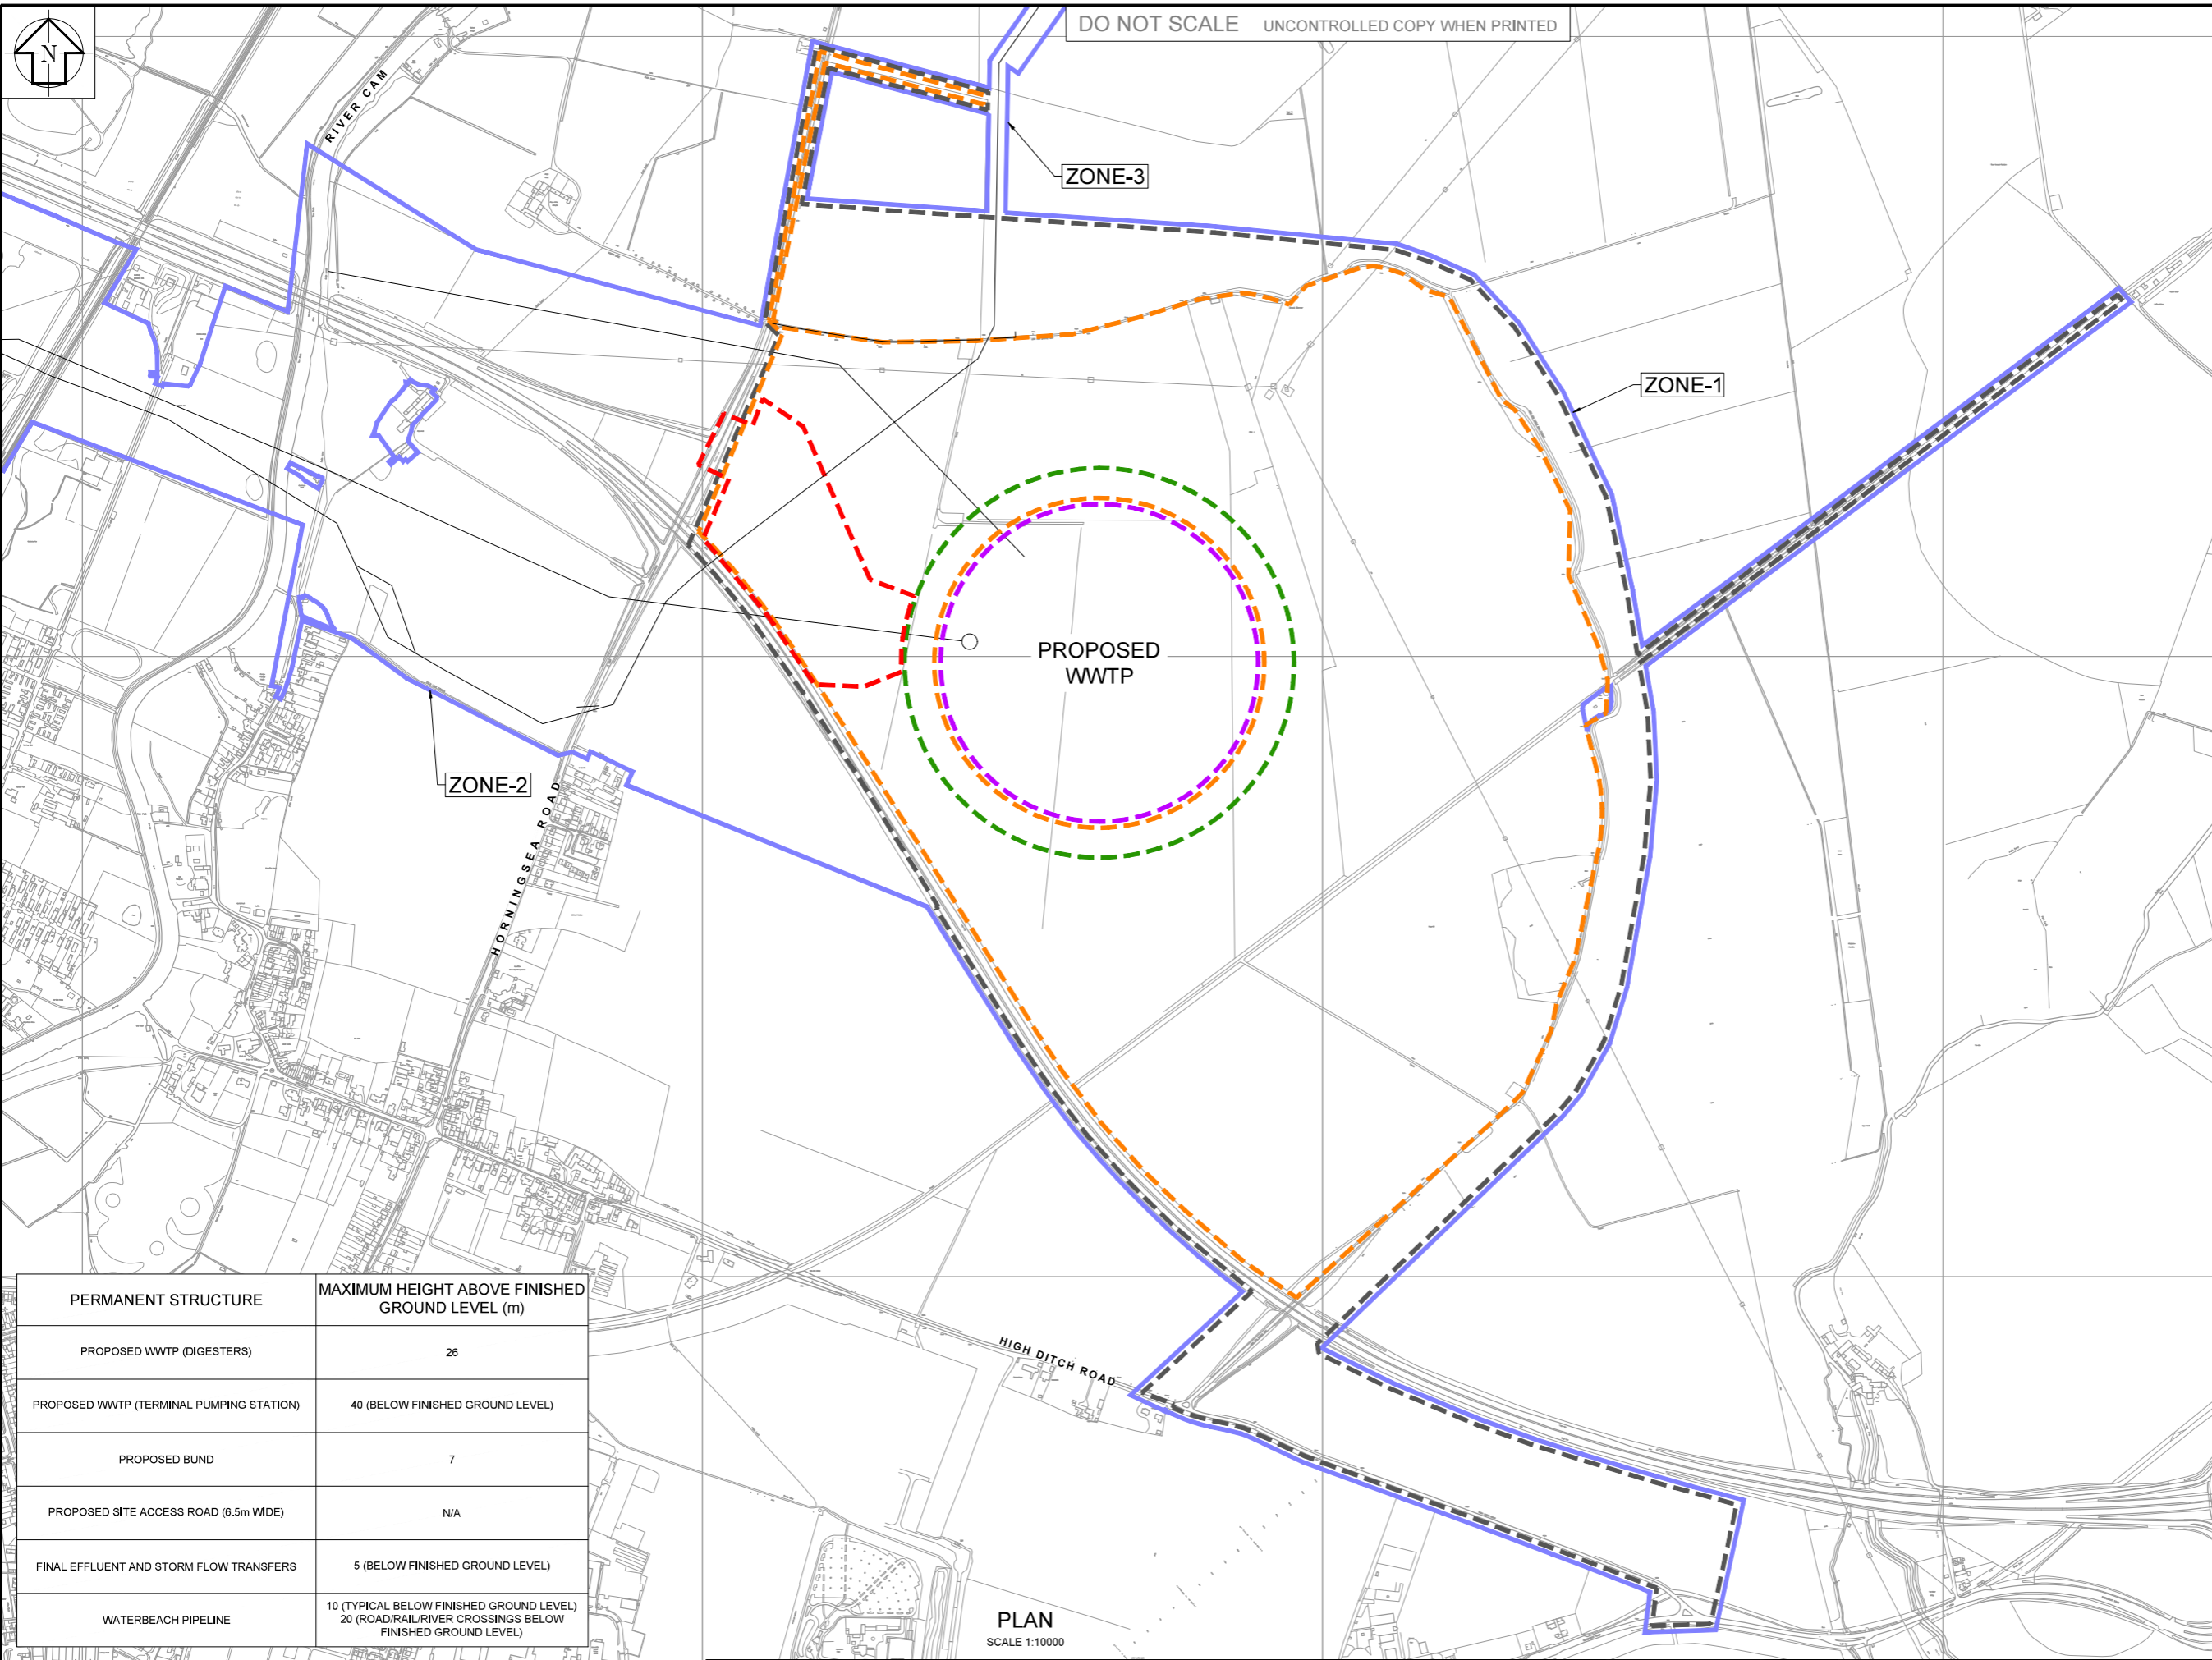 N
DO NOT SCALE UNCONTROLLED COPY WHEN PRINTED
RIVER CAM
ZONE-3
ZONE-1
PROPOSED
WWTP
ZONE-2
HORNINGSEA ROAD
HIGH DITCH ROAD
PERMANENT STRUCTURE
MAXIMUM HEIGHT ABOVE FINISHED
GROUND LEVEL (m)
PROPOSED WWTP (DIGESTERS)
26
PROPOSED WWTP (TERMINAL PUMPING STATION)
40 (BELOW FINISHED GROUND LEVEL)
PROPOSED BUND
7
PROPOSED SITE ACCESS ROAD (6.5m WIDE)
N/A
FINAL EFFLUENT AND STORM FLOW TRANSFERS
5 (BELOW FINISHED GROUND LEVEL)
WATERBEACH PIPELINE
10 (TYPICAL BELOW FINISHED GROUND LEVEL)
20 (ROAD/RAIL/RIVER CROSSINGS BELOW
FINISHED GROUND LEVEL)
PLAN
SCALE 1:10000